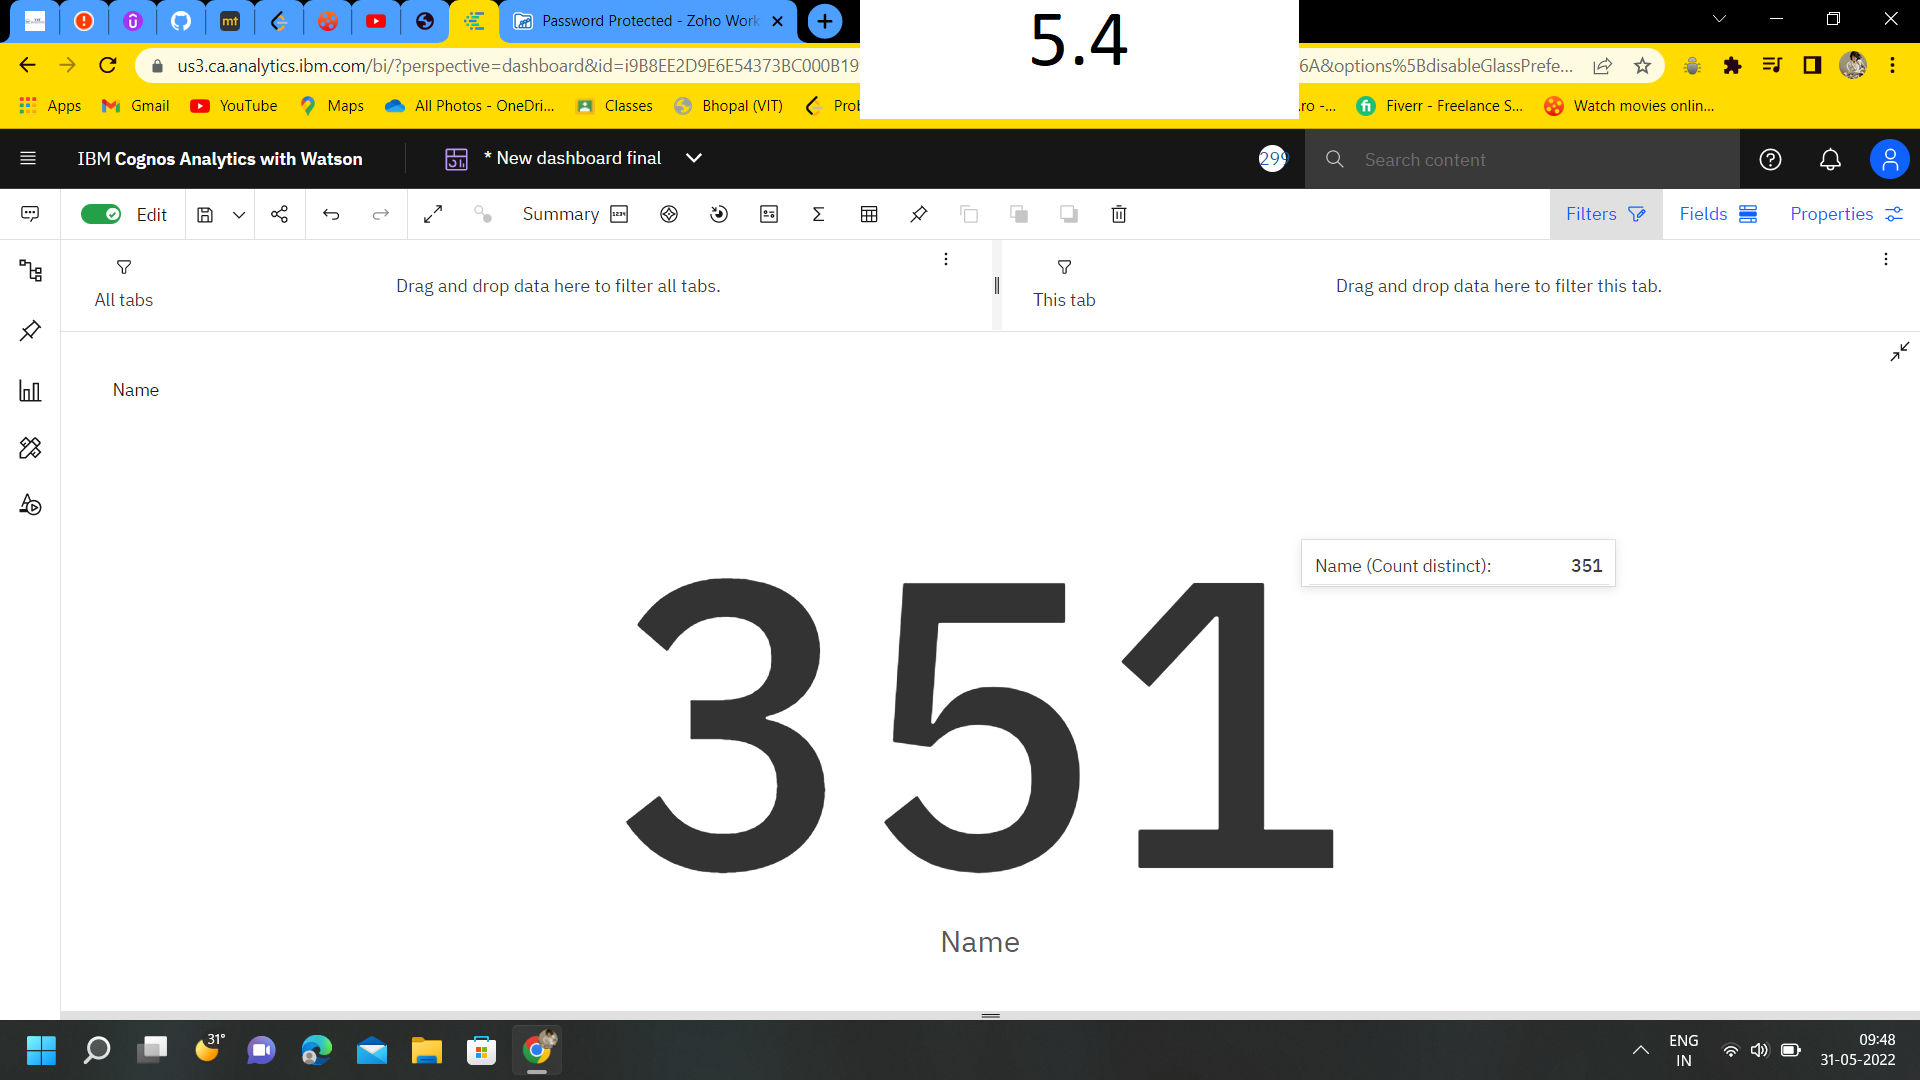 Password Protected - Zoho Work
5.4
us3.ca.analytics.ibm.com/bi/?perspective=dashboard&id=i9B8EE2D9E6E54373BC000B19
6A&options%5BdisableGlassPrefe...
Apps
Gmail
YouTube
Maps
All Photos - OneDri...
Classes
Bhopal (VIT)
Prob
.ro -...
Fiverr - Freelance S...
Watch movies onlin...
IBM Cognos Analytics with Watson
* New dashboard final
299
Search content
Edit
Summary
Filters
Fields
Properties
All tabs
Drag and drop data here to filter all tabs.
This tab
Drag and drop data here to filter this tab.
Name
Name (Count distinct): 351
351
Name
31°
ENG
IN
09:48
31-05-2022